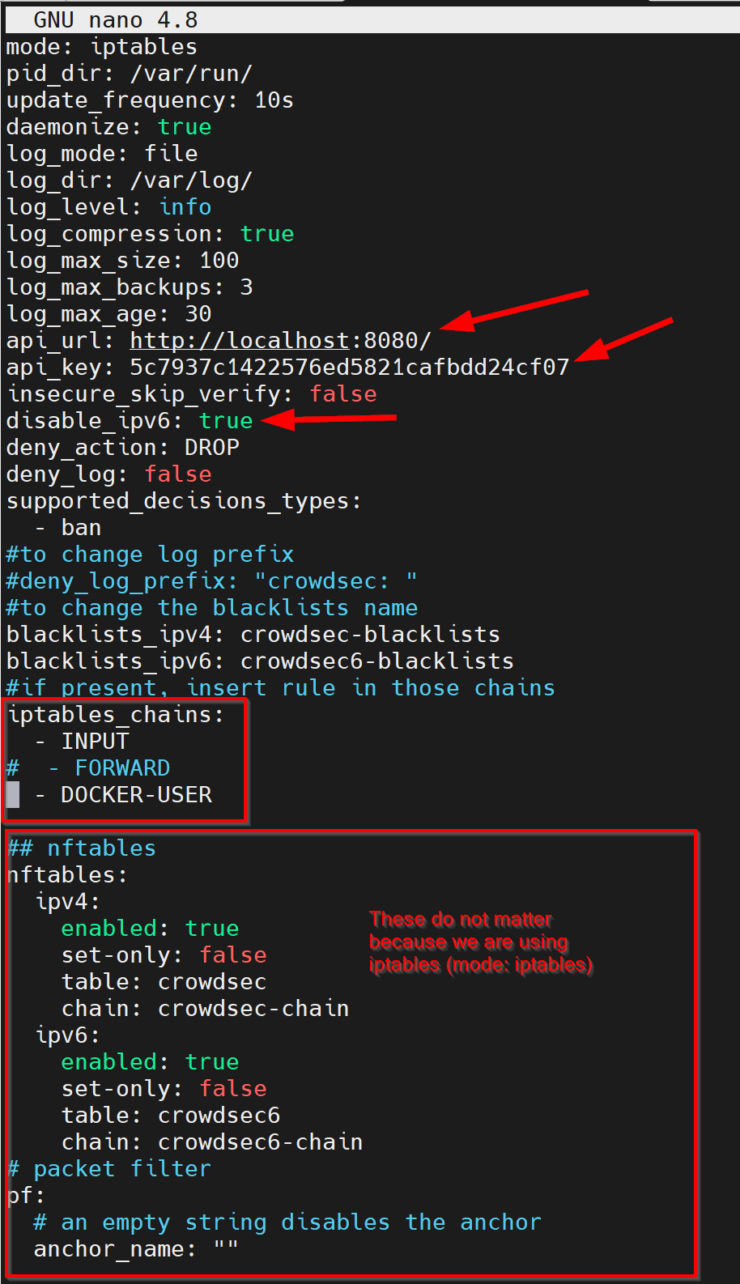 GNU nano 4.8
mode: iptables
pid_dir: /var/run/
update_frequency: 10s
daemonize: true
log_mode: file
log_dir: /var/log/
log_level: info
log_compression: true
log_max_size: 100
log_max_backups: 3
log_max_age: 30
api_url: http://localhost:8080/
api_key: 5c7937c1422576ed5821cafbdd24cf07
insecure_skip_verify: false
disable_ipv6: true
deny_action: DROP
deny_log: false
supported_decisions_types:
  - ban
#to change log prefix
#deny_log_prefix: "crowdsec: "
#to change the blacklists name
blacklists_ipv4: crowdsec-blacklists
blacklists_ipv6: crowdsec6-blacklists
#if present, insert rule in those chains
iptables_chains:
  - INPUT
#  - FORWARD
  - DOCKER-USER
## nftables
nftables:
  ipv4:
    enabled: true
    set-only: false
    table: crowdsec
    chain: crowdsec-chain
  ipv6:
    enabled: true
    set-only: false
    table: crowdsec6
    chain: crowdsec6-chain
# packet filter
pf:
  # an empty string disables the anchor
  anchor_name: ""
These do not matter
because we are using
iptables (mode: iptables)